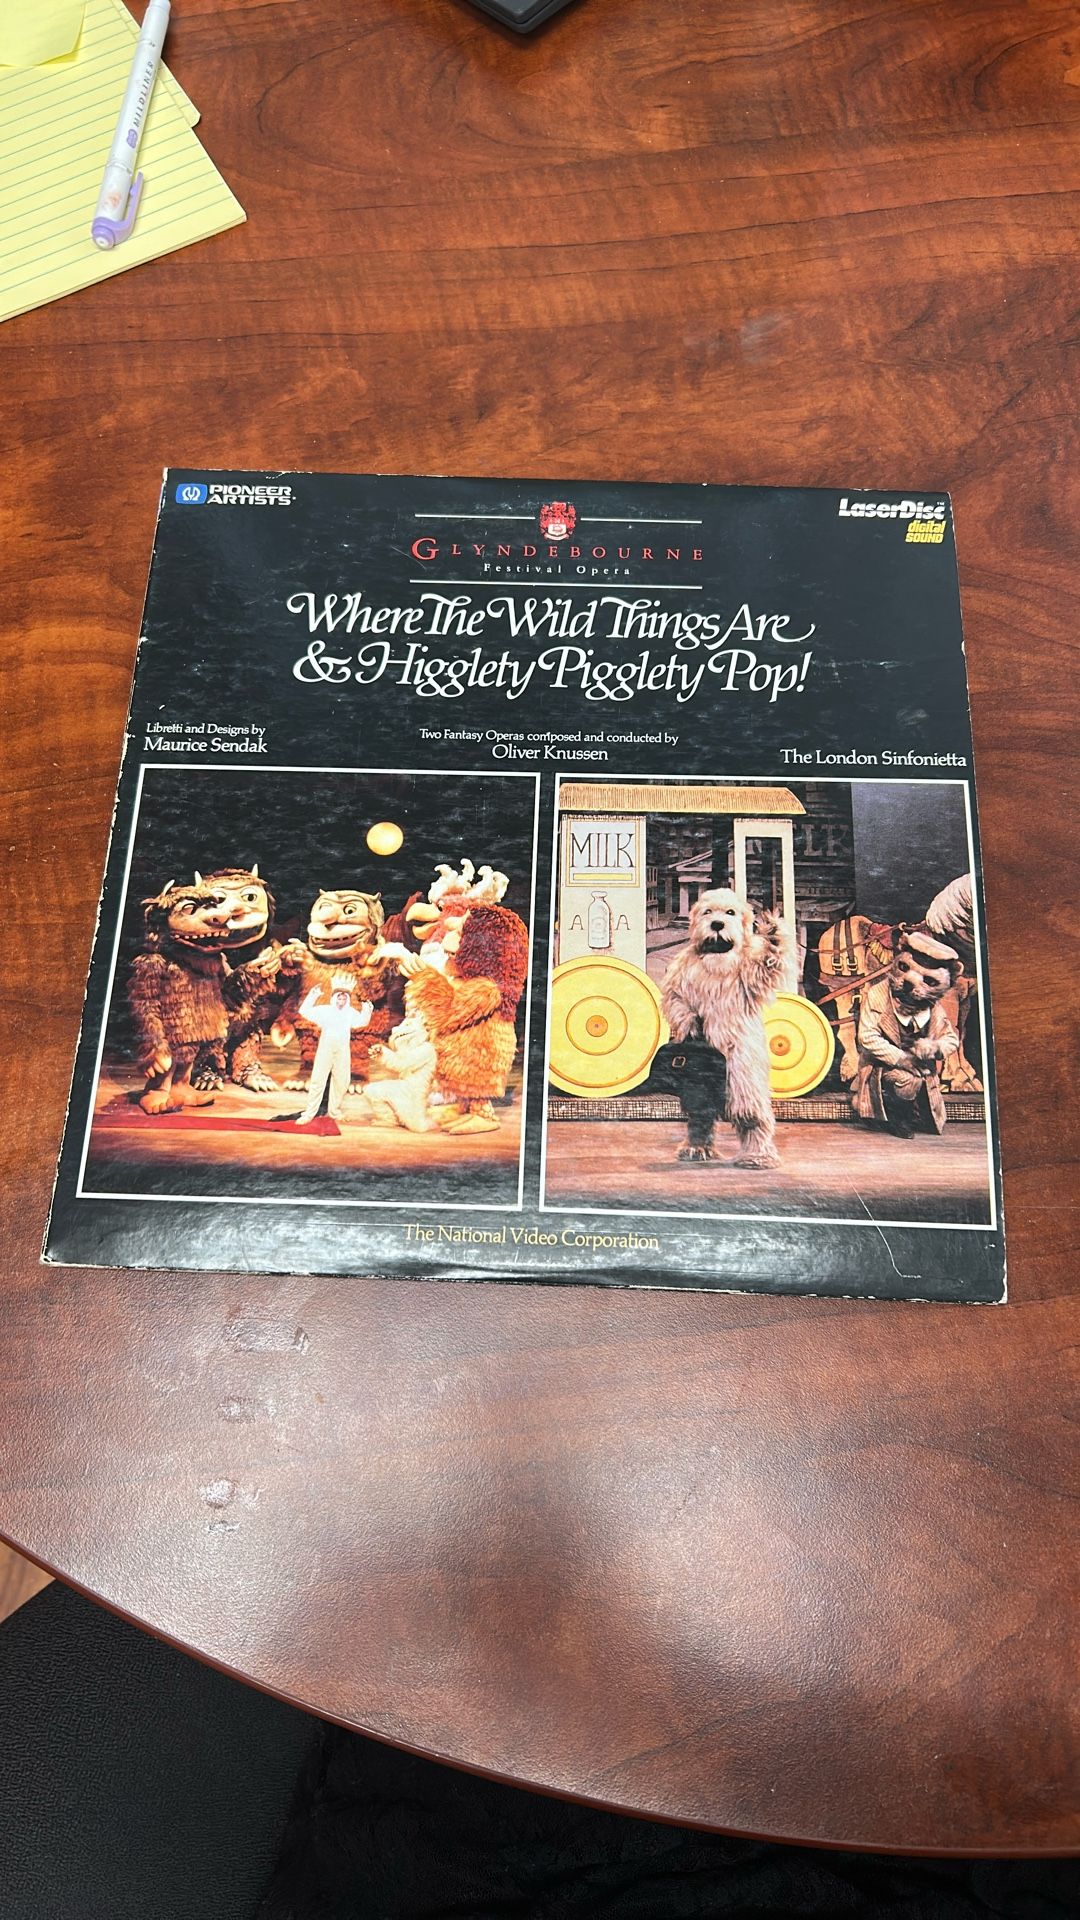 MILDLINER
PIONEER
ARTISTS
LaserDisc
digital
SOUND
GLYNDEBOURNE
Festival Opera
Where The Wild Things Are
& Higglety Pigglety Pop!
Libretti and Designs by
Maurice Sendak
Two Fantasy Operas composed and conducted by
Oliver Knussen
The London Sinfonietta
MILK
A A
The National Video Corporation